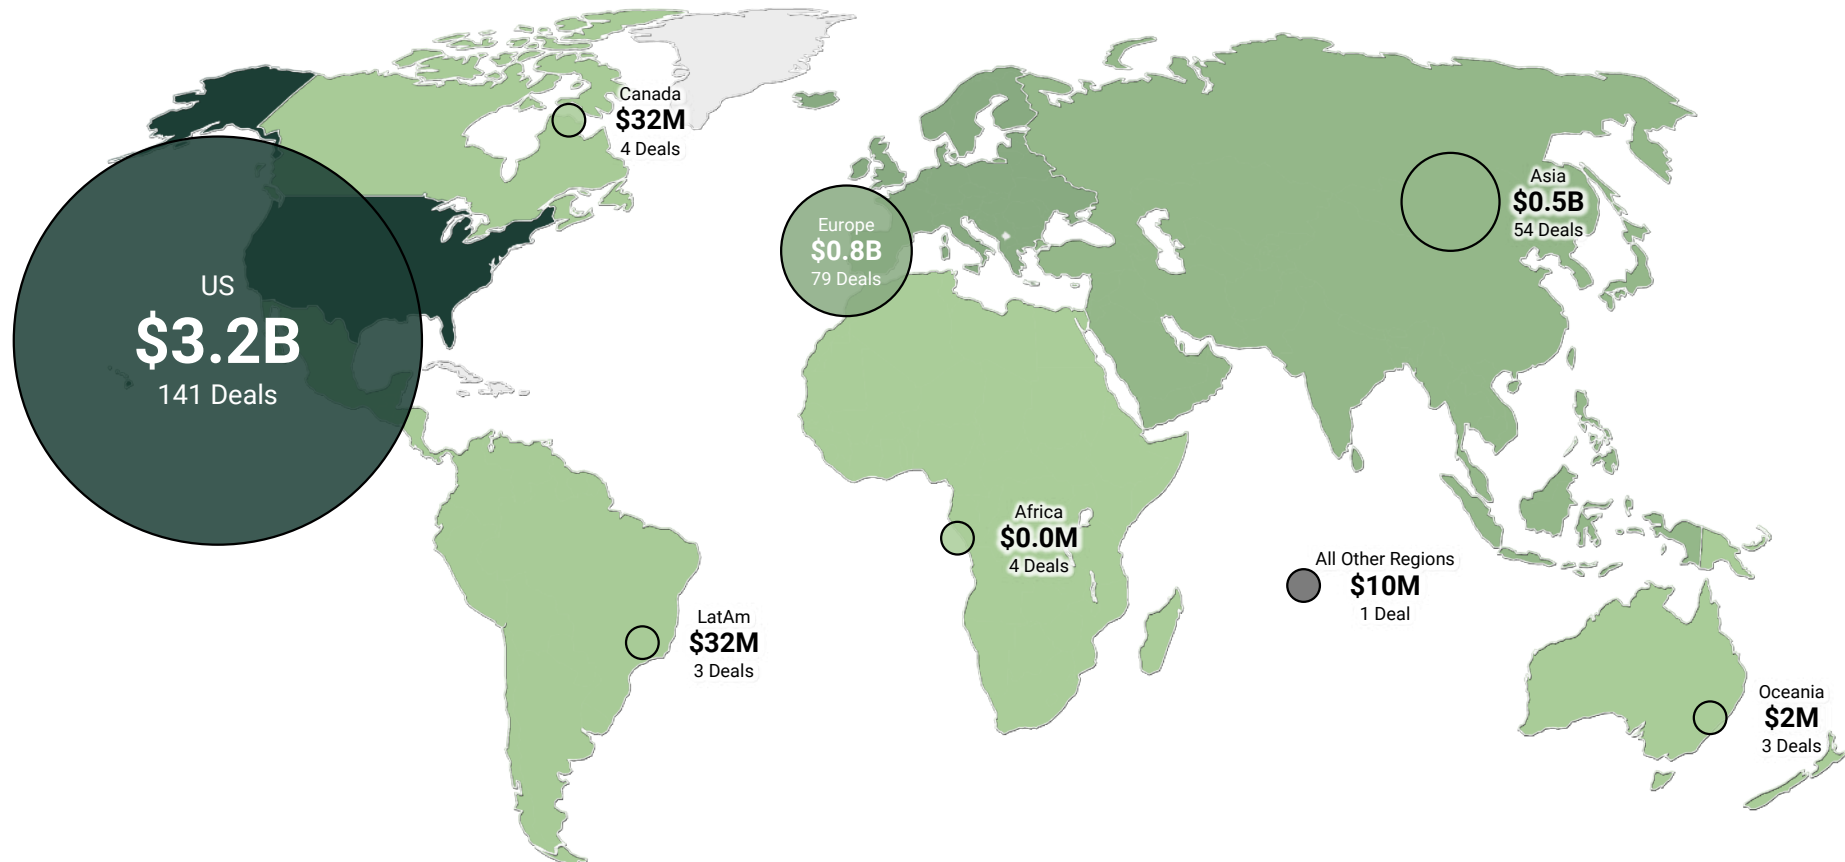 Canada
$32M
4 Deals
US
$3.2B
141 Deals
Europe
$0.8B
79 Deals
Asia
$0.5B
54 Deals
Africa
$0.0M
4 Deals
All Other Regions
$10M
1 Deal
LatAm
$32M
3 Deals
Oceania
$2M
3 Deals